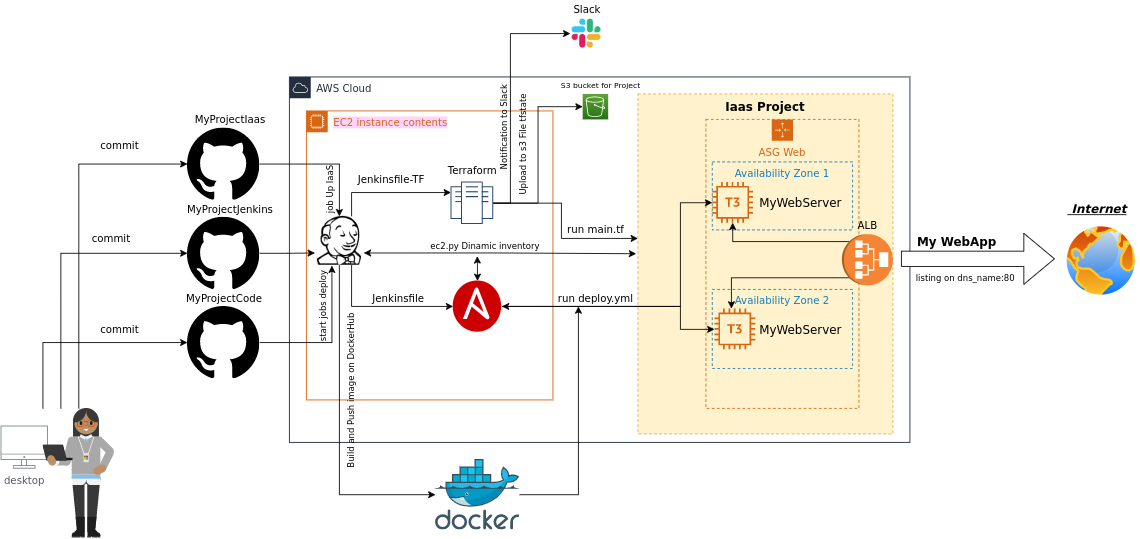 Slack
AWS Cloud
S3 bucket for Project
Notification to Slack
Upload to s3 File tfstate
Iaas Project
EC2 instance contents
MyProjectIaas
commit
ASG Web
Terraform
job Up IaaS
Jenkinsfile-TF
Availability Zone 1
T3
MyWebServer
MyProjectJenkins
ALB
Internet
commit
run main.tf
ec2.py Dinamic inventory
My WebApp
listing on dns_name:80
MyProjectCode
start jobs deploy
Jenkinsfile
run deploy.yml
Availability Zone 2
commit
T3
MyWebServer
Build and Push image on DockerHub
desktop
docker